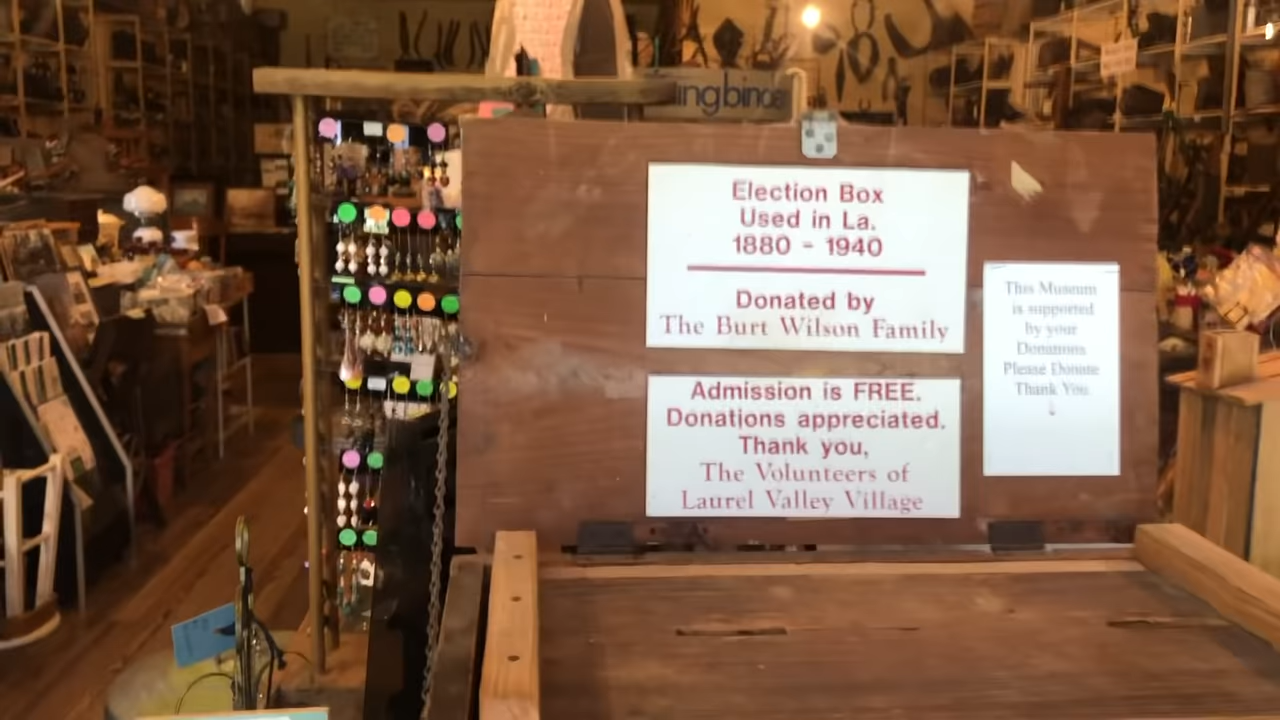 Election Box
Used in La.
1880 - 1940
Donated by
The Burt Wilson Family
Admission is FREE.
Donations appreciated.
Thank you,
The Volunteers of
Laurel Valley Village
This Museum
is supported
by your
Donations
Please Donate
Thank You